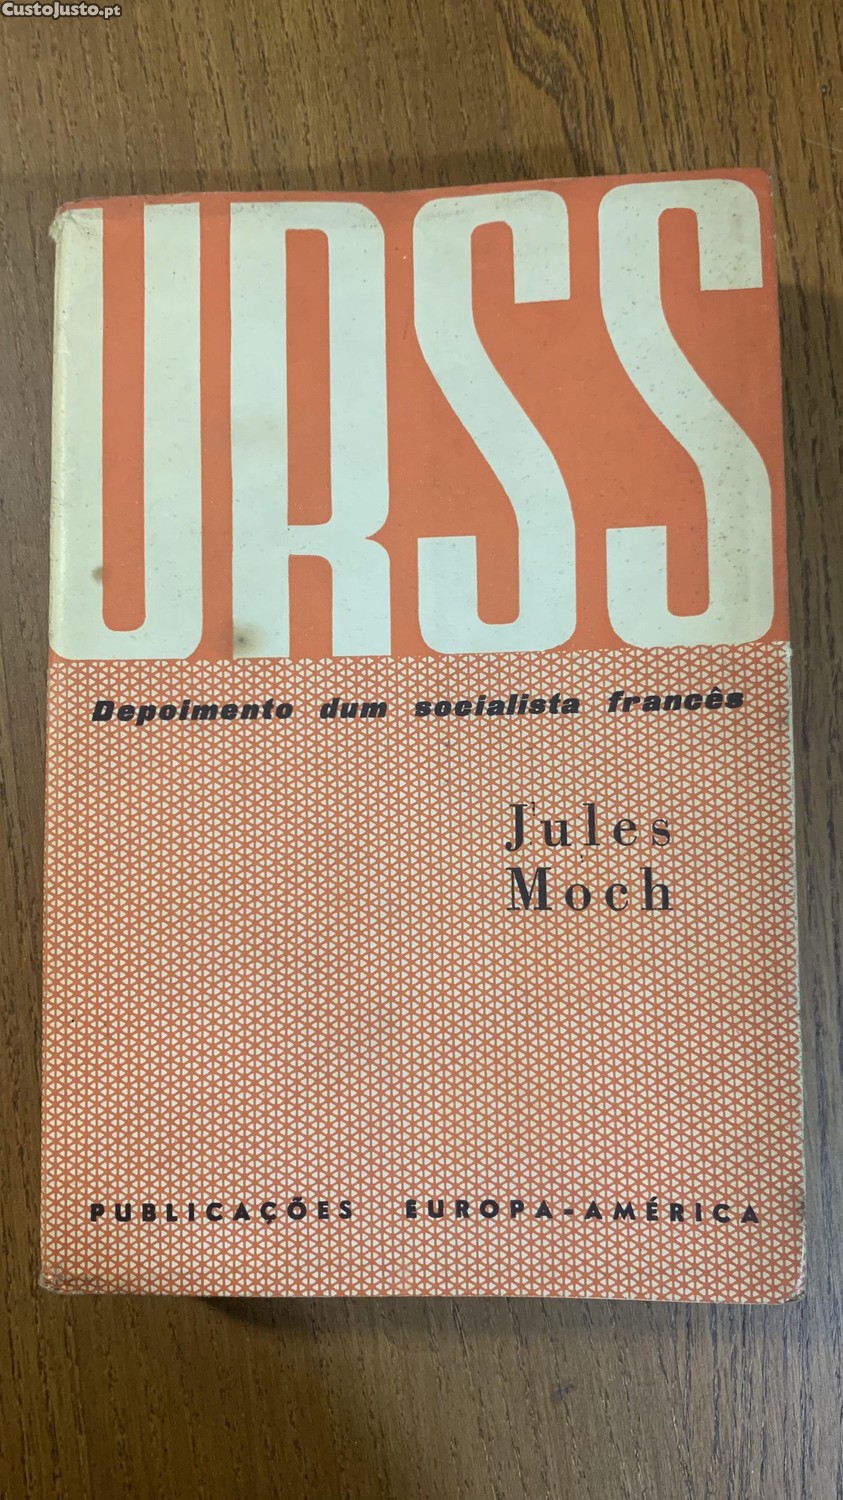 CustoJusto.pt
URSS
Depoimento dum socialista francês
Jules
Moch
PUBLICAÇÕES EUROPA-AMÉRICA